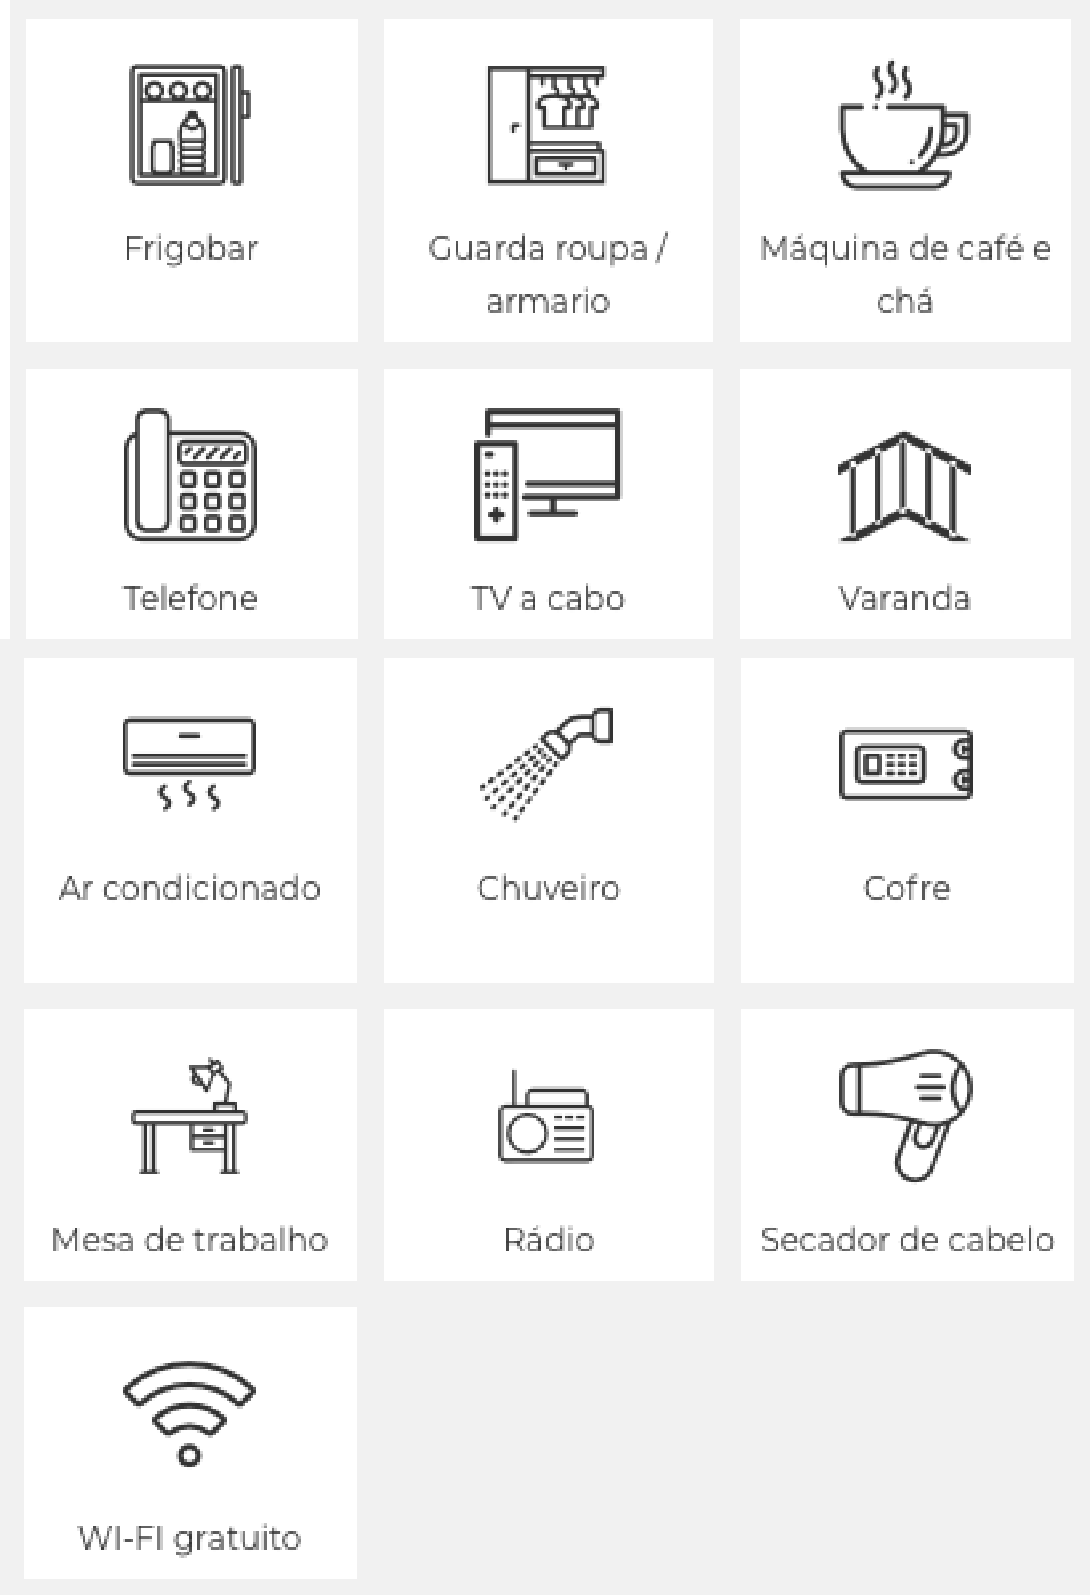 Frigobar
Guarda roupa /
armario
Máquina de café e
chá
Telefone
TV a cabo
Varanda
Ar condicionado
Chuveiro
Cofre
Mesa de trabalho
Rádio
Secador de cabelo
WI-FI gratuito